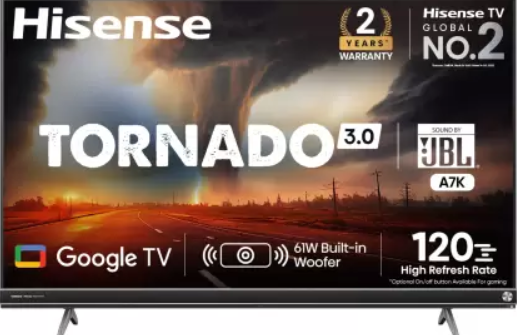 Hisense
2
YEARS*
WARRANTY
Hisense TV
GLOBAL
NO.2
TORNADO 3.0
SOUND BY
JBL
A7K
Google TV
61W Built-in
Woofer
120
High Refresh Rate
*Optional On/off button Available For gaming